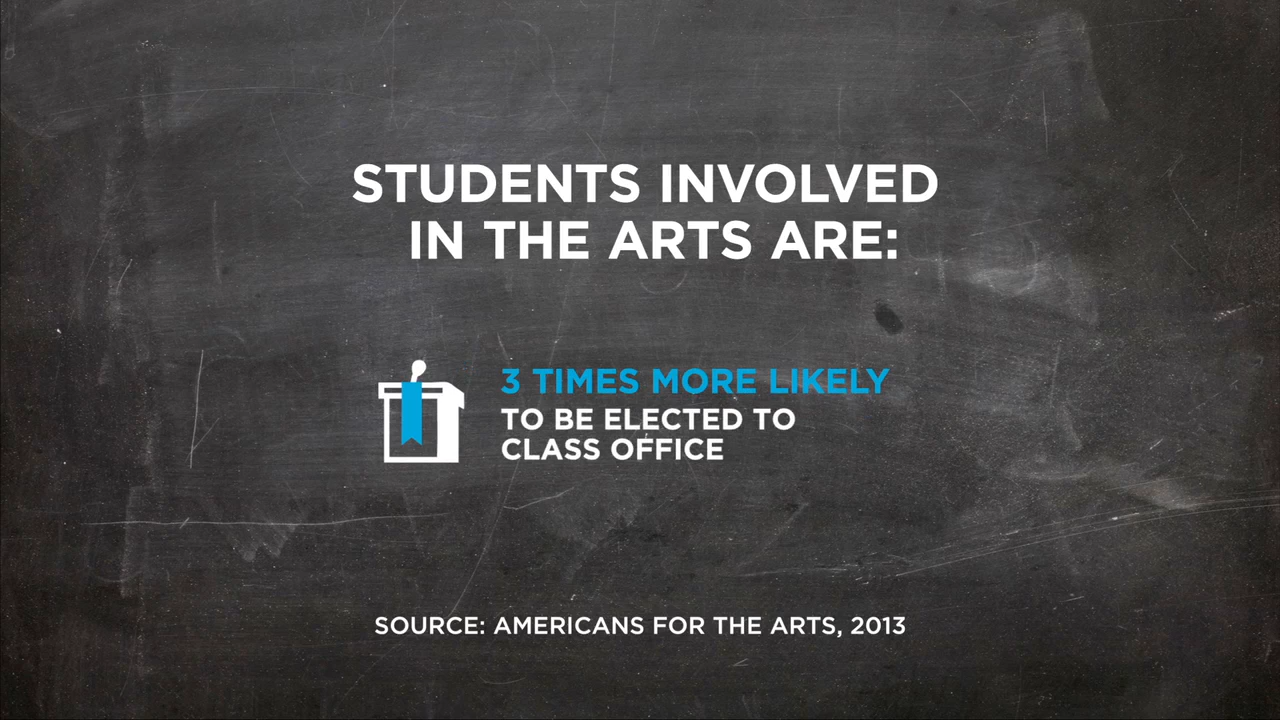 STUDENTS INVOLVED
IN THE ARTS ARE:
3 TIMES MORE LIKELY
TO BE ELECTED TO
CLASS OFFICE
SOURCE: AMERICANS FOR THE ARTS, 2013